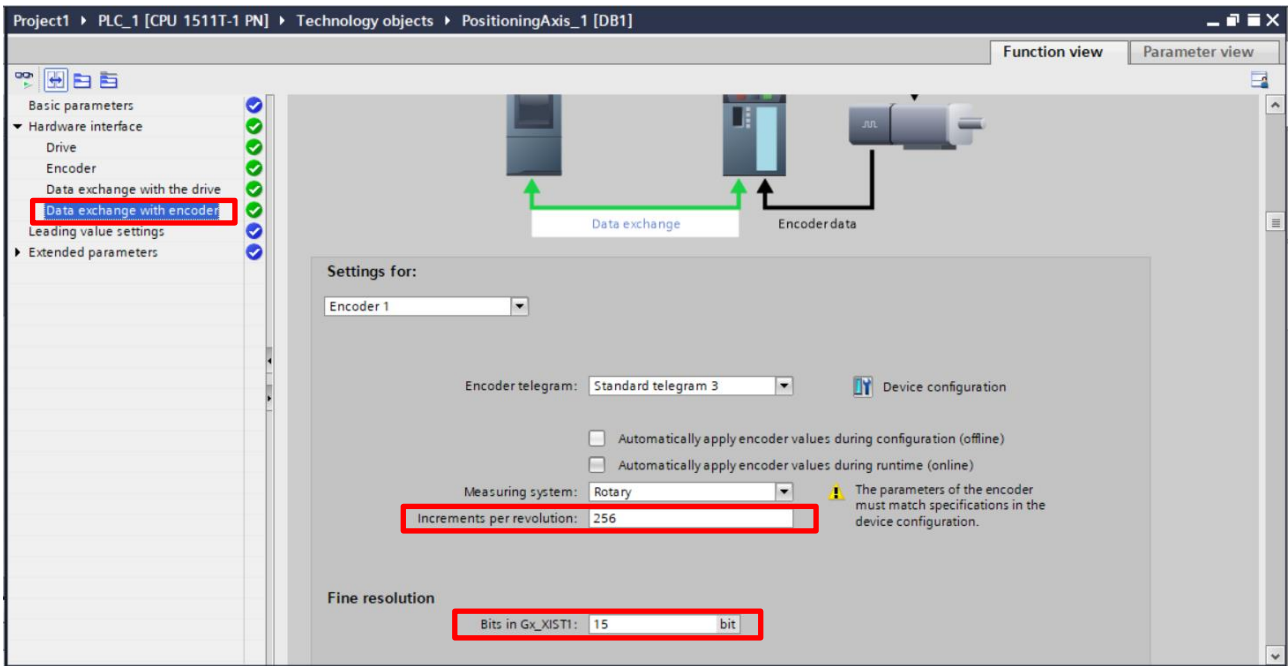 Project1 ▸ PLC_1 [CPU 1511T-1 PN] ▸ Technology objects ▸ PositioningAxis_1 [DB1]
Function view
Parameter view
Basic parameters
Hardware interface
Drive
Encoder
Data exchange with the drive
Data exchange with encoder
Leading value settings
Extended parameters
Data exchange
Encoder data
Settings for:
Encoder 1
Encoder telegram: Standard telegram 3
Device configuration
Automatically apply encoder values during configuration (offline)
Automatically apply encoder values during runtime (online)
Measuring system: Rotary
The parameters of the encoder
must match specifications in the
device configuration.
Increments per revolution: 256
Fine resolution
Bits in Gx_XIST1: 15 bit